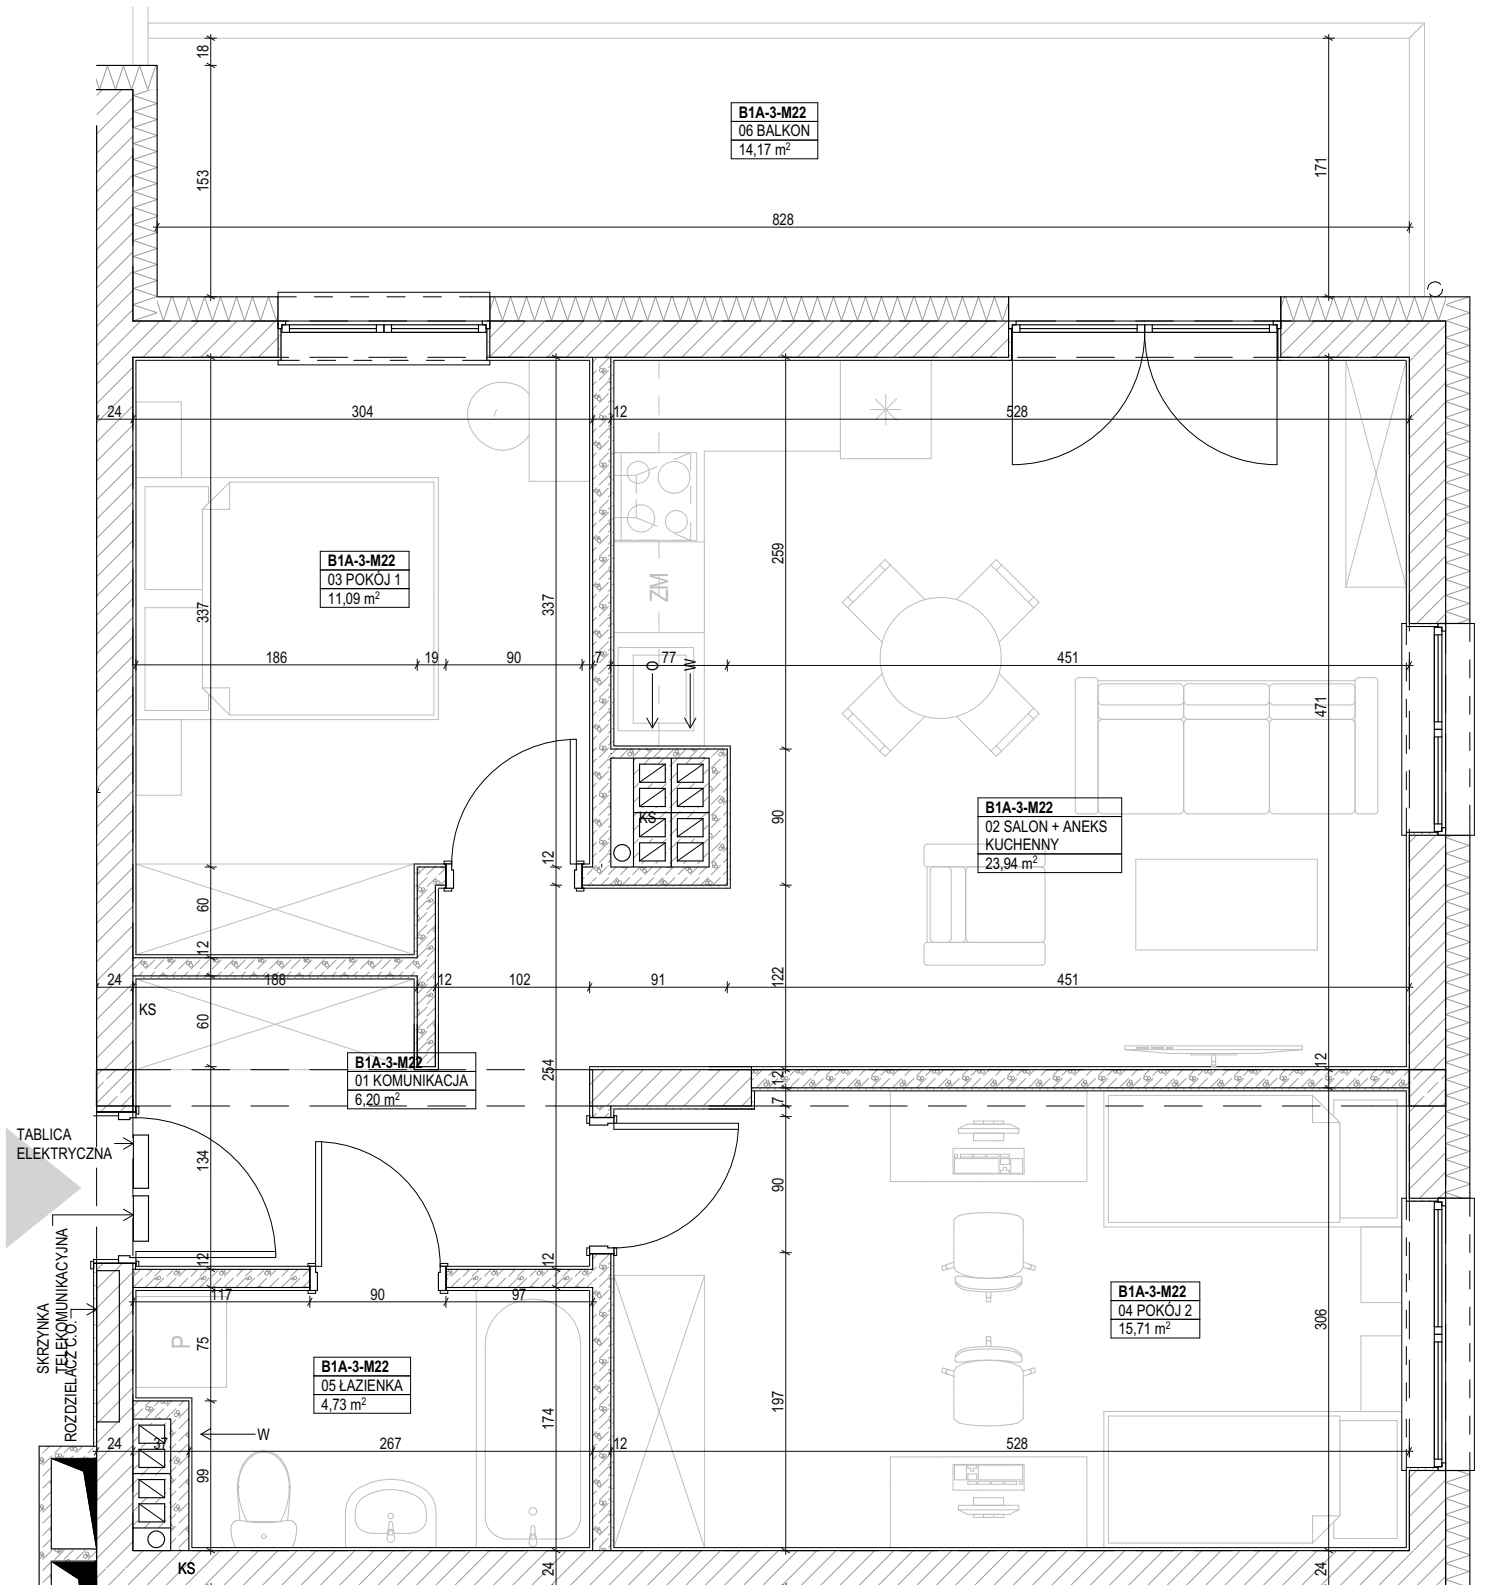 18
B1A-3-M22
06 BALKON
14,17 m²
153
171
828
24
304
12
528
259
B1A-3-M22
03 POKÓJ 1
11,09 m²
ZM
337
337
186
19
90
7
77
O
W
451
471
KS
90
B1A-3-M22
02 SALON + ANEKS
KUCHENNY
23,94 m²
12
60
12
24
188
12
102
91
122
451
KS
60
B1A-3-M22
01 KOMUNIKACJA
6,20 m²
254
12
12
7
TABLICA
ELEKTRYCZNA
134
90
SKRZYNKA
TELEKOMUNIKACYJNA
ROZDZIELACZ C.O.
12
12
117
90
97
P
75
B1A-3-M22
05 ŁAZIENKA
4,73 m²
B1A-3-M22
04 POKÓJ 2
15,71 m²
306
197
174
W
24
37
267
12
528
99
KS
24
24